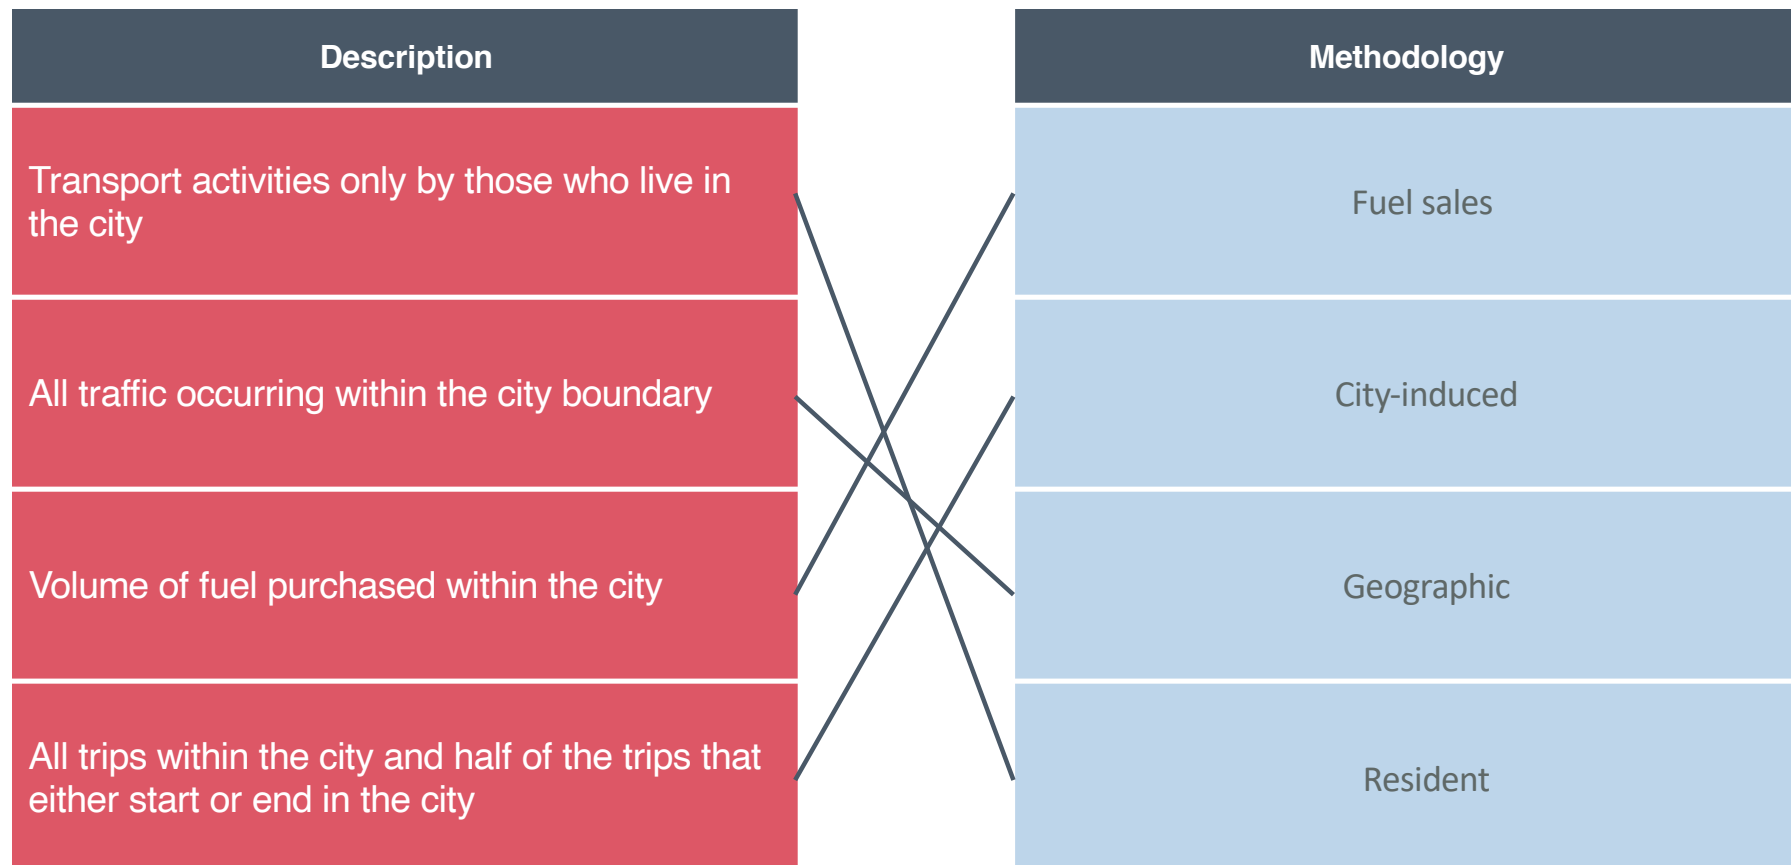 Description
Methodology
Transport activities only by those who live in
the city
Fuel sales
All traffic occurring within the city boundary
City-induced
Volume of fuel purchased within the city
Geographic
All trips within the city and half of the trips that
either start or end in the city
Resident